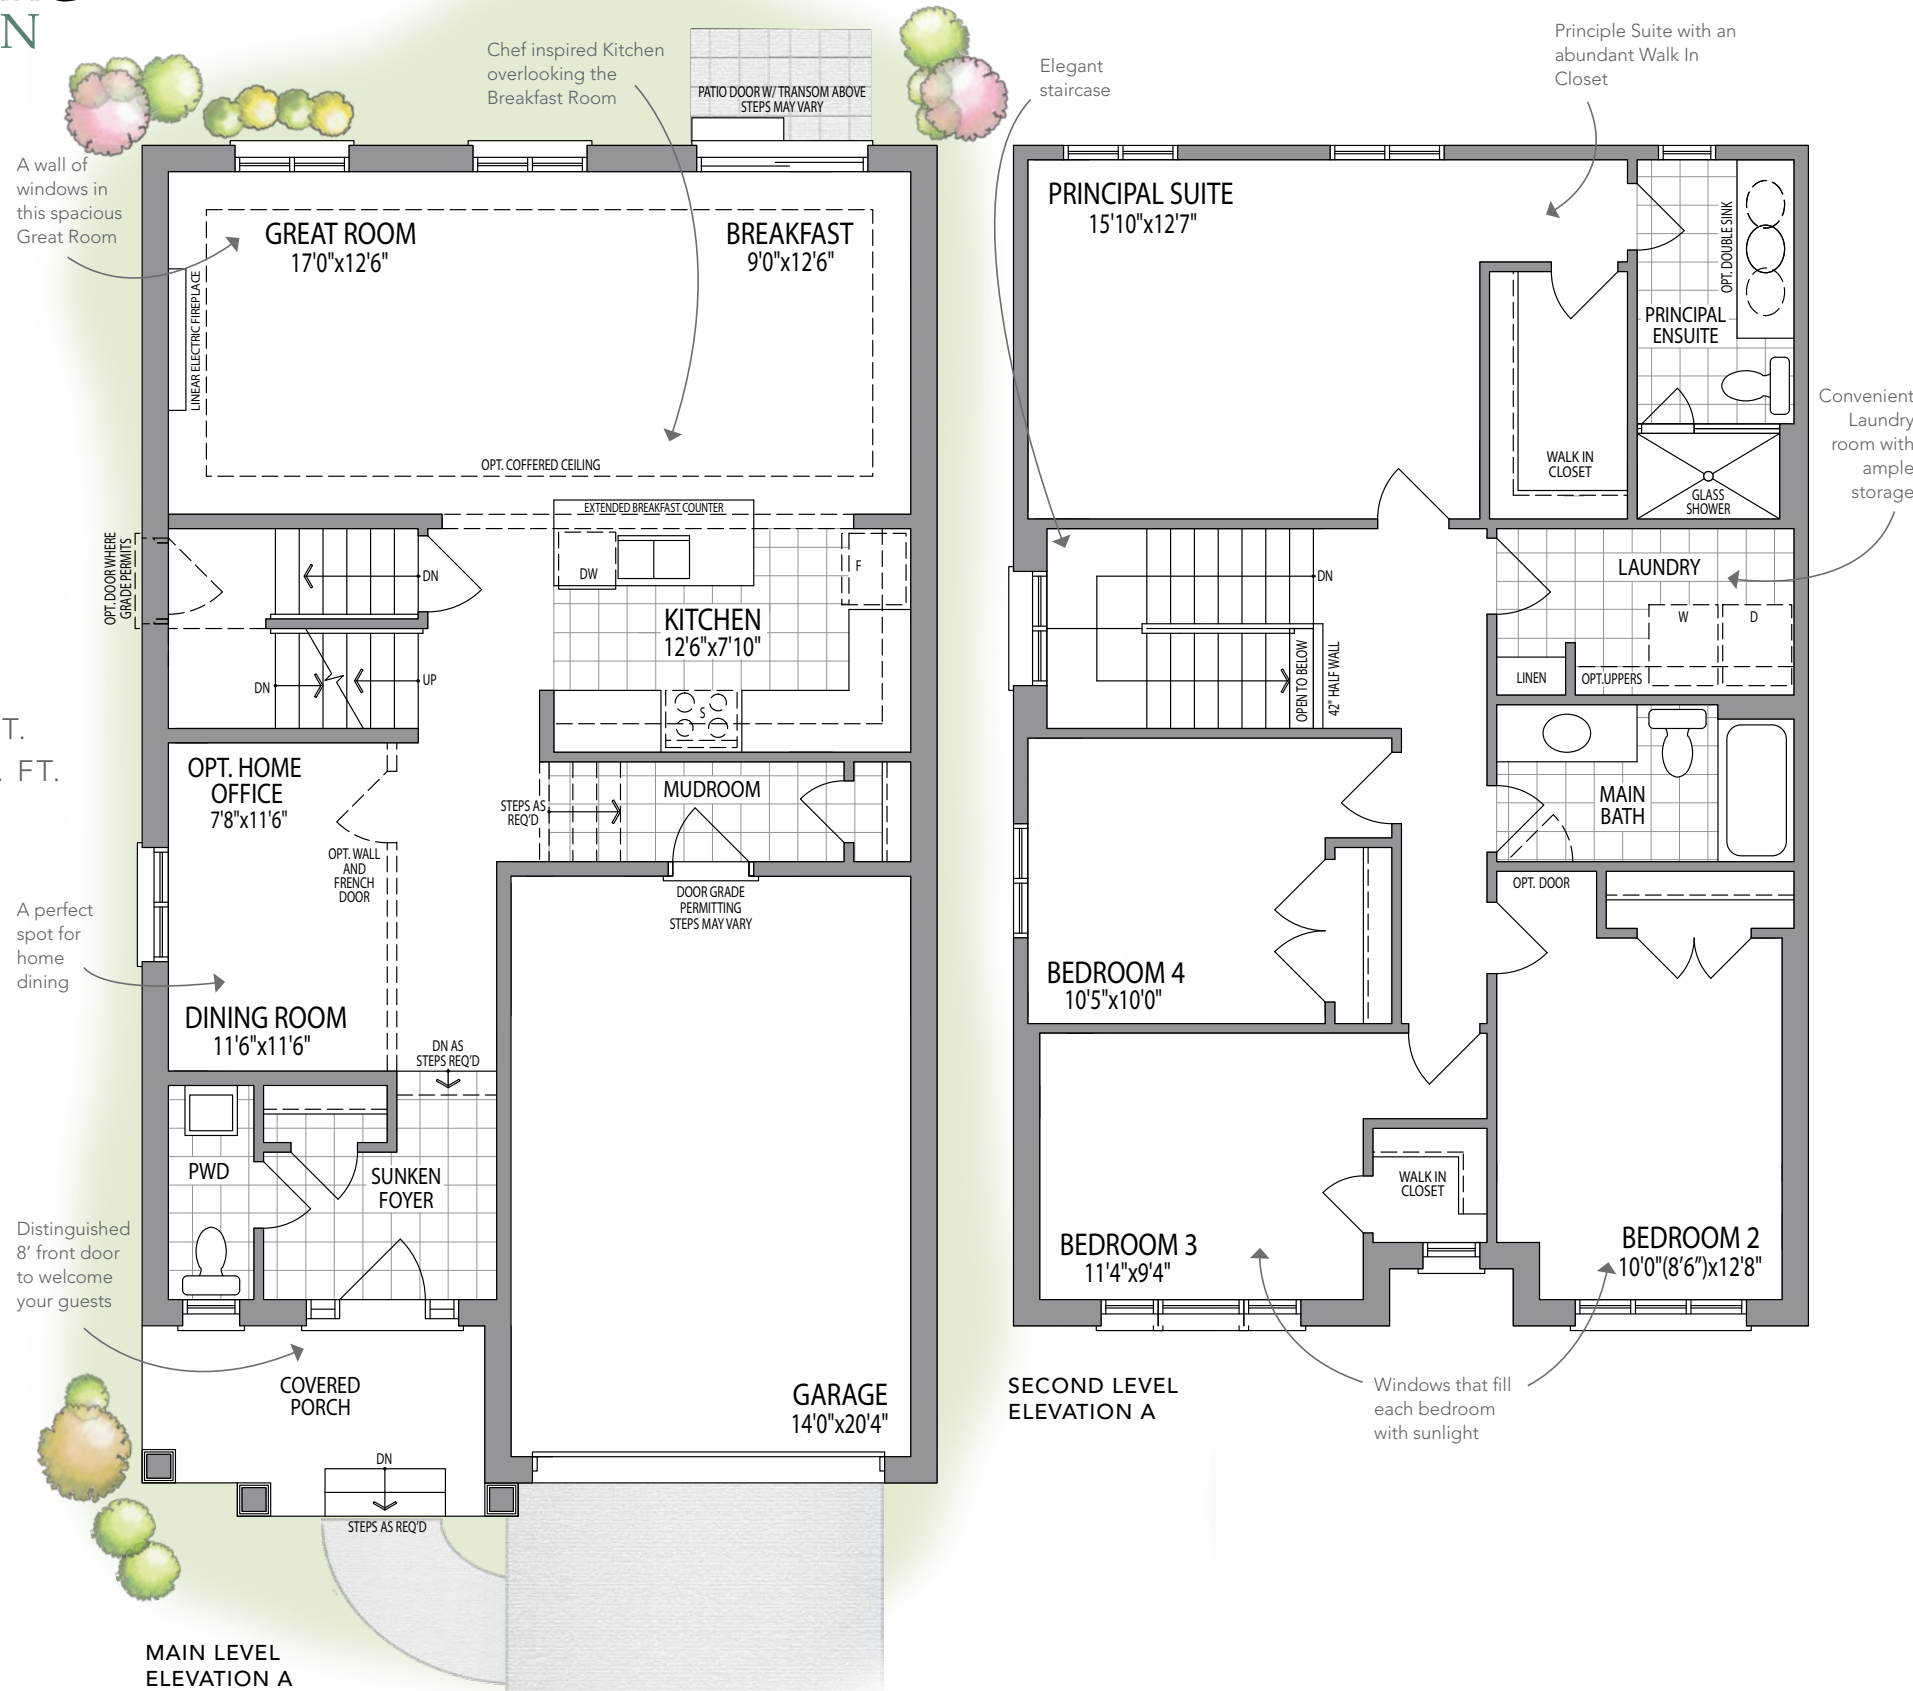 N
Chef inspired Kitchen
overlooking the
Breakfast Room
PATIO DOOR W/ TRANSOM ABOVE
STEPS MAY VARY
A wall of
windows in
this spacious
Great Room
GREAT ROOM
17'0"x12'6"
BREAKFAST
9'0"x12'6"
LINEAR ELECTRIC FIREPLACE
OPT. COFFERED CEILING
EXTENDED BREAKFAST COUNTER
OPT. DOOR WHERE
GRADE PERMITS
DN
DW
F
KITCHEN
12'6"x7'10"
DN
UP
S
T.
FT.
OPT. HOME
OFFICE
7'8"x11'6"
STEPS AS
REQ'D
MUDROOM
OPT. WALL
AND
FRENCH
DOOR
DOOR GRADE
PERMITTING
STEPS MAY VARY
A perfect
spot for
home
dining
DINING ROOM
11'6"x11'6"
DN AS
STEPS REQ'D
PWD
SUNKEN
FOYER
Distinguished
8' front door
to welcome
your guests
COVERED
PORCH
GARAGE
14'0"x20'4"
DN
STEPS AS REQ'D
MAIN LEVEL
ELEVATION A
Elegant
staircase
Principle Suite with an
abundant Walk In
Closet
PRINCIPAL SUITE
15'10"x12'7"
OPT. DOUBLE SINK
PRINCIPAL
ENSUITE
WALK IN
CLOSET
GLASS
SHOWER
Convenient
Laundry
room with
ample
storage
DN
LAUNDRY
W
D
OPEN TO BELOW
42" HALF WALL
LINEN
OPT.UPPERS
MAIN
BATH
OPT. DOOR
BEDROOM 4
10'5"x10'0"
WALK IN
CLOSET
BEDROOM 3
11'4"x9'4"
BEDROOM 2
10'0"(8'6")x12'8"
SECOND LEVEL
ELEVATION A
Windows that fill
each bedroom
with sunlight